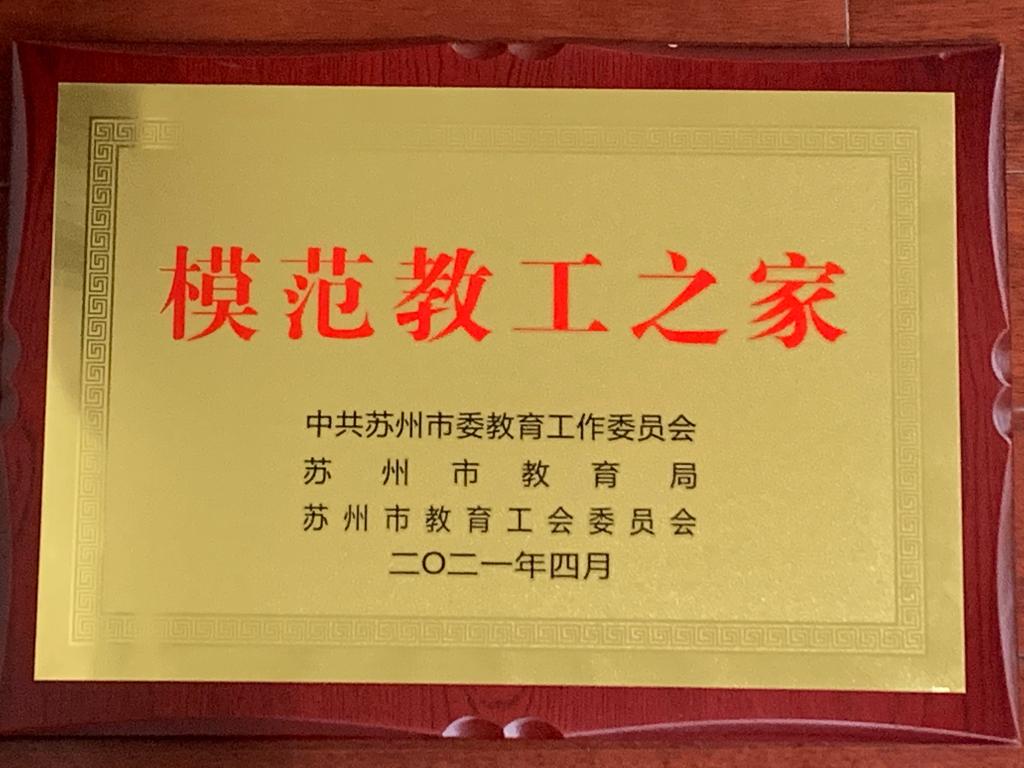 模范教工之家
中共苏州市委教育工作委员会
苏州市教育局
苏州市教育工会委员会
二〇二一年四月